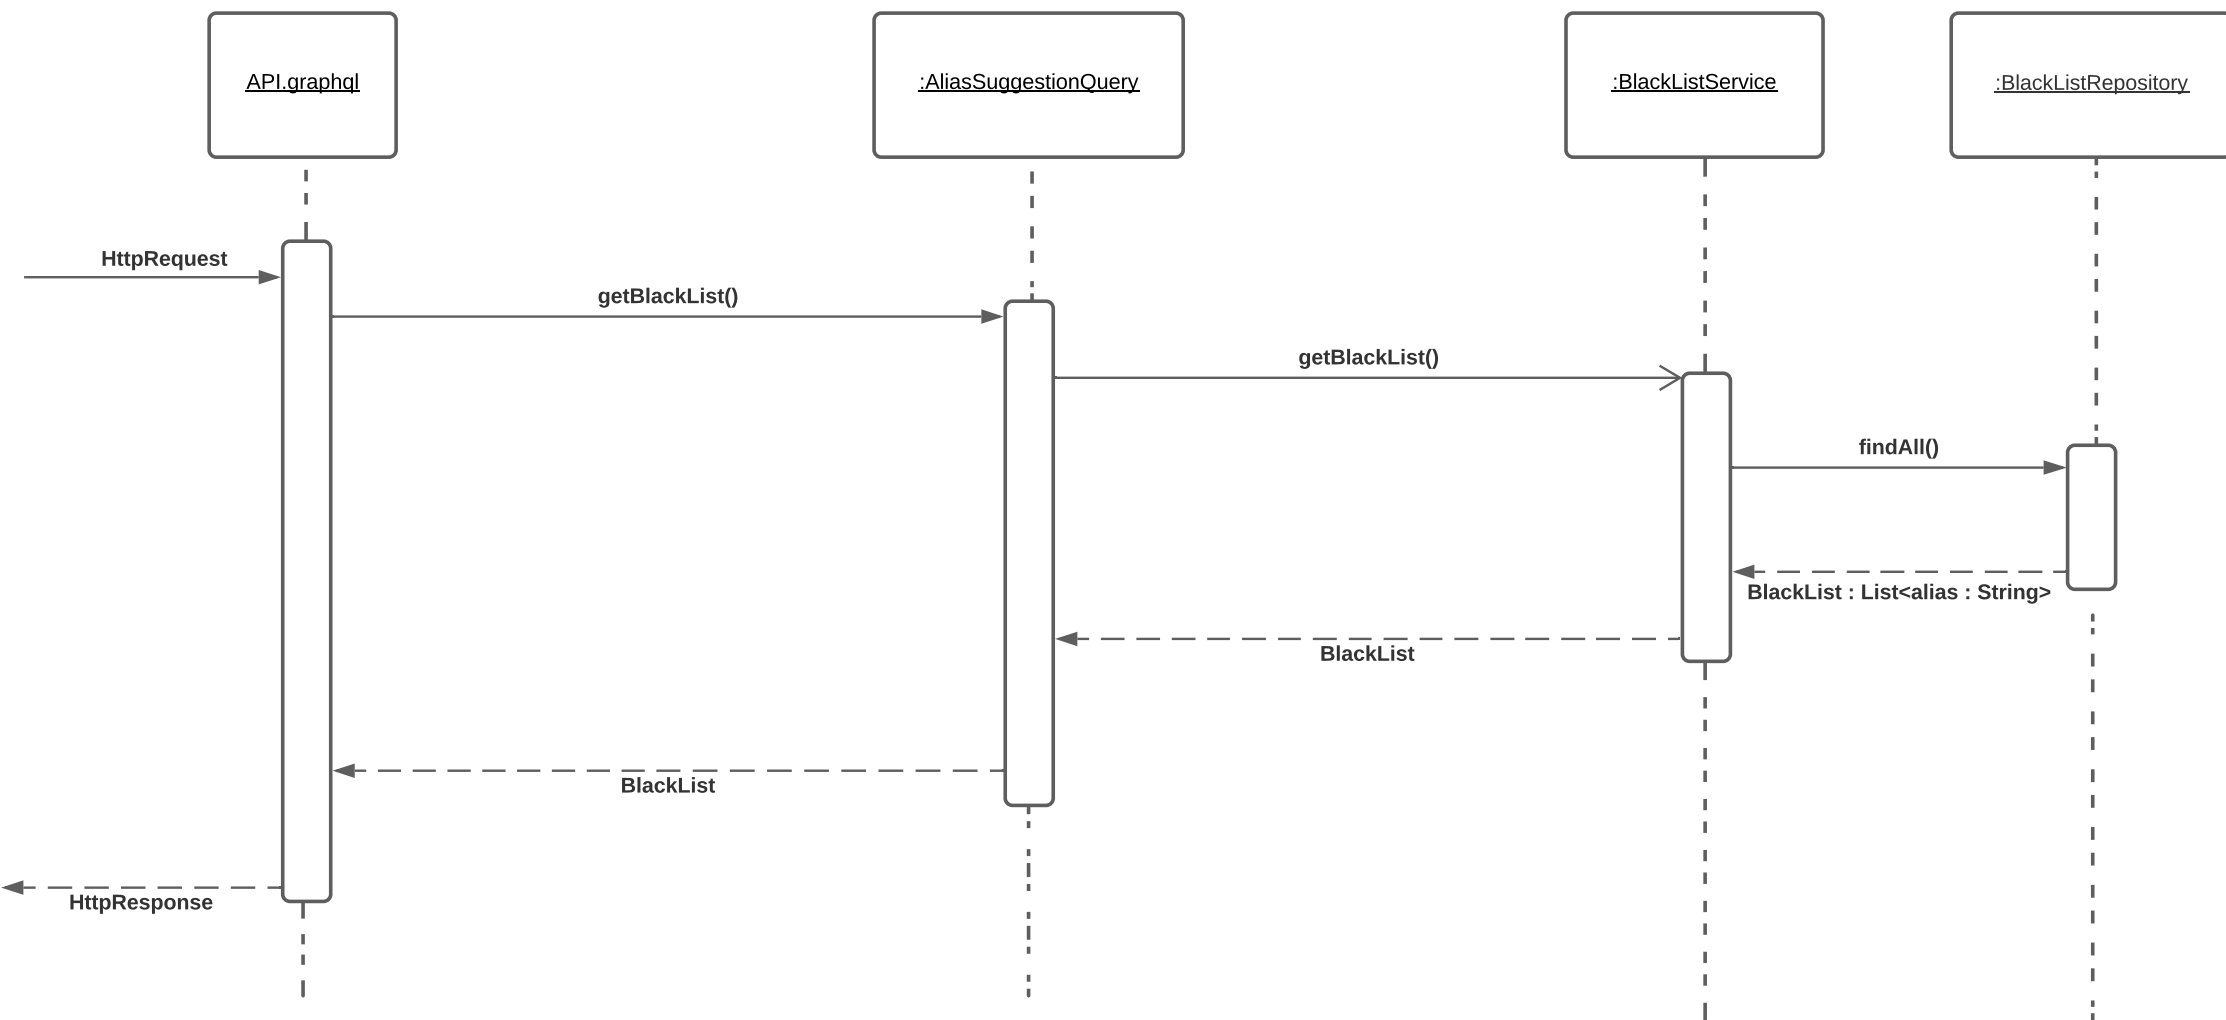 API.graphql
:AliasSuggestionQuery
:BlackListService
:BlackListRepository
HttpRequest
getBlackList()
getBlackList()
findAll()
BlackList : List<alias : String>
BlackList
BlackList
HttpResponse